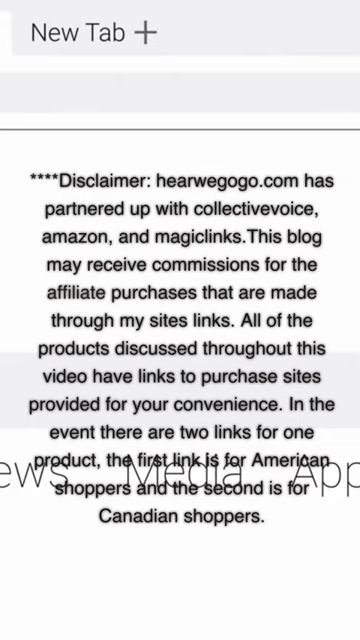 New Tab +
****Disclaimer: hearwegogo.com has
partnered up with collectivevoice,
amazon, and magiclinks.This blog
may receive commissions for the
affiliate purchases that are made
through my sites links. All of the
products discussed throughout this
video have links to purchase sites
provided for your convenience. In the
event there are two links for one
product, the first link is for American
ews Media App
shoppers and the second is for
Canadian shoppers.